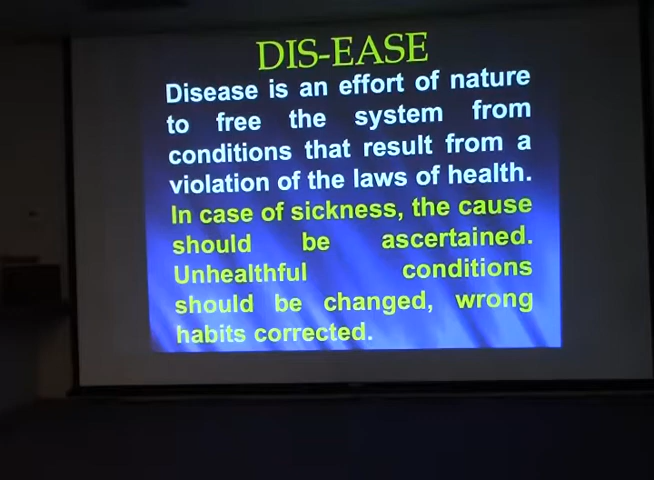 DIS-EASE
Disease is an effort of nature
to free the system from
conditions that result from a
violation of the laws of health.
In case of sickness, the cause
should be ascertained.
Unhealthful conditions
should be changed, wrong
habits corrected.